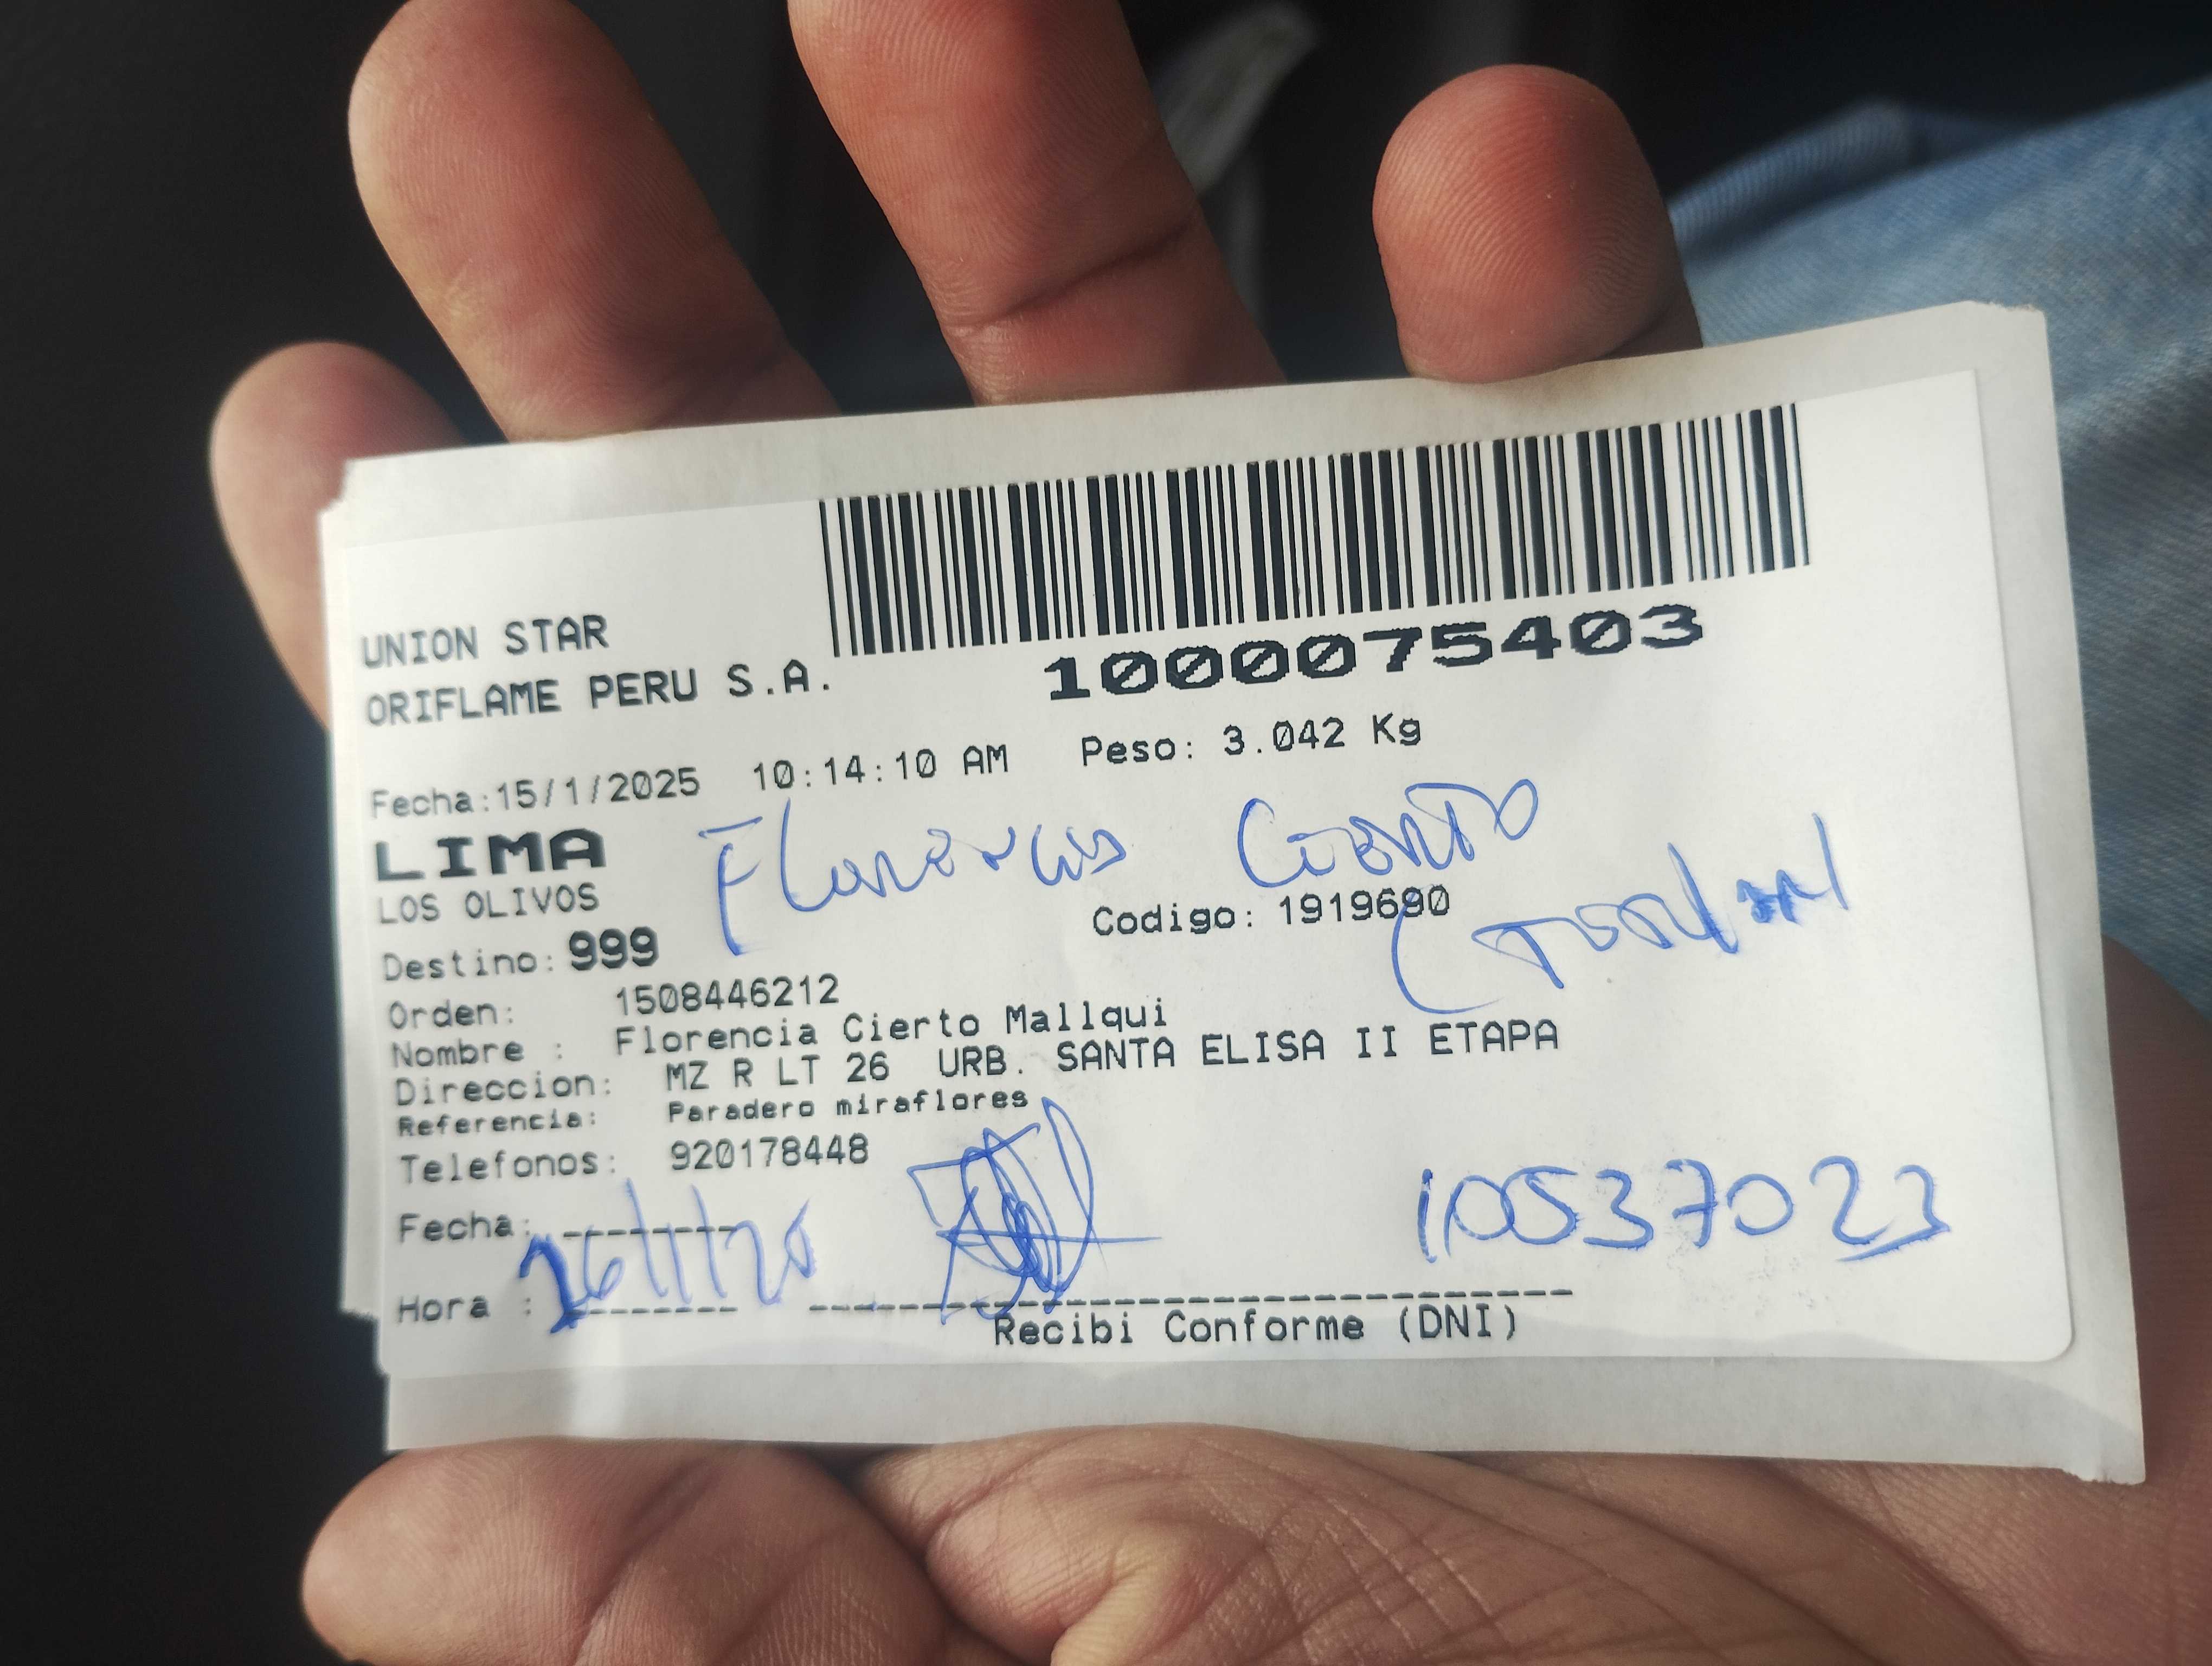 UNION STAR
ORIFLAME PERU S.A.
1000075403
Fecha:15/1/2025 10:14:10 AM Peso: 3.042 Kg
LIMA
Cierto
LOS OLIVOS
Codigo: 1919690
Destino: 999
Orden: 1508446212
Nombre : Florencia Cierto Mallqui
Direccion: MZ R LT 26 URB. SANTA ELISA II ETAPA
Referencia: Paradero miraflores
Telefonos: 920178448
10537023
Fecha:
Hora :
Recibi Conforme (DNI)